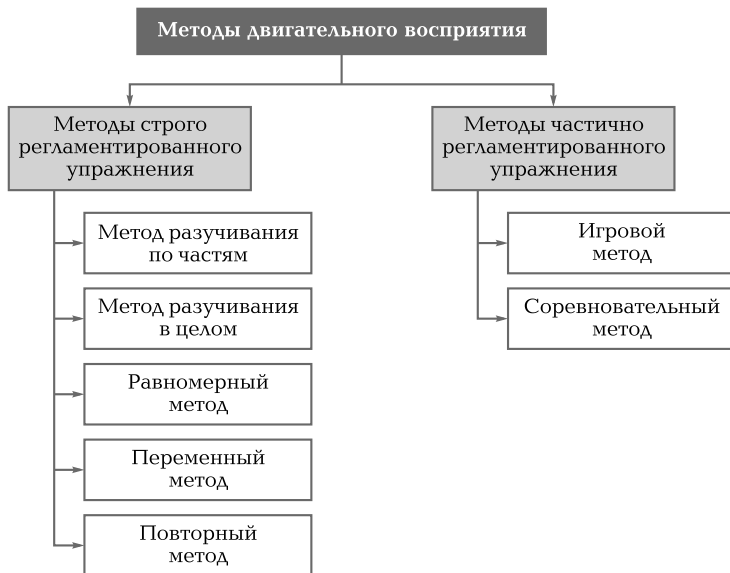 Методы двигательного восприятия
Методы строго
регламентированного
упражнения
Методы частично
регламентированного
упражнения
Метод разучивания
по частям
Метод разучивания
в целом
Равномерный
метод
Переменный
метод
Повторный
метод
Игровой
метод
Соревновательный
метод